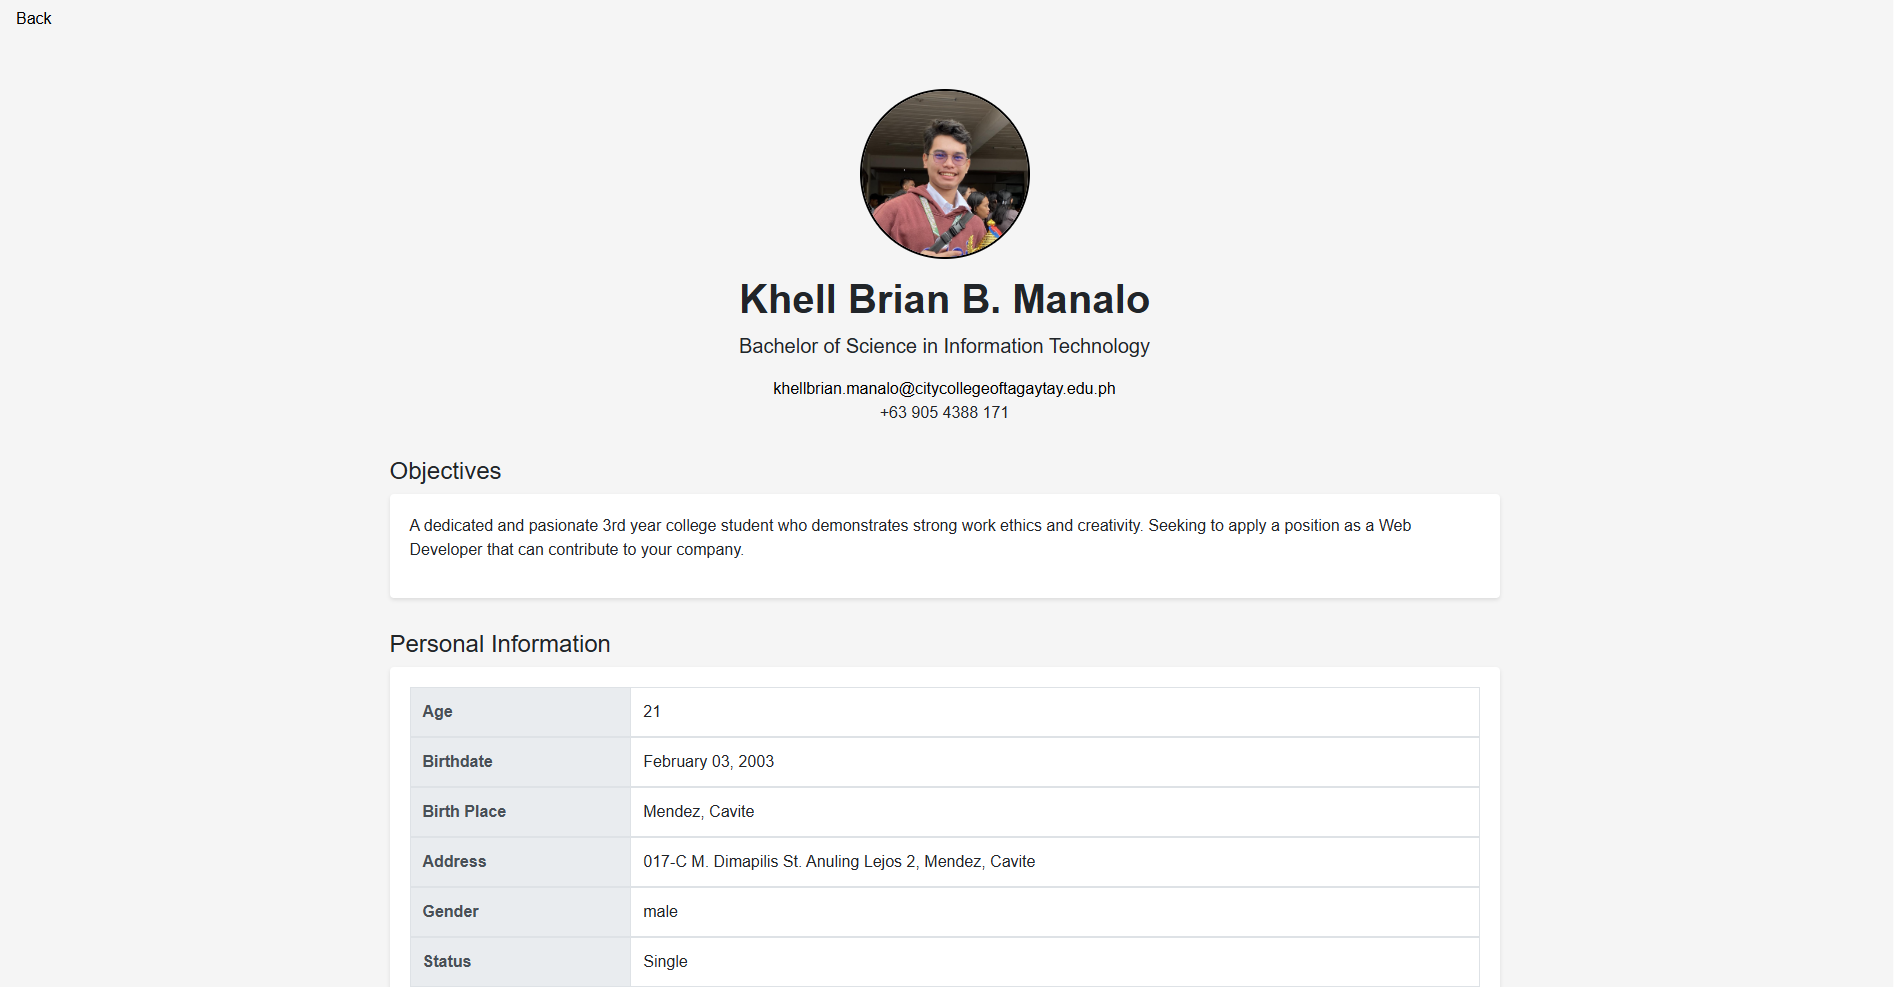 Back
Khell Brian B. Manalo
Bachelor of Science in Information Technology
khellbrian.manalo@citycollegeoftagaytay.edu.ph
+63 905 4388 171
Objectives
A dedicated and pasionate 3rd year college student who demonstrates strong work ethics and creativity. Seeking to apply a position as a Web
Developer that can contribute to your company.
Personal Information
Age 21
Birthdate February 03, 2003
Birth Place Mendez, Cavite
Address 017-C M. Dimapilis St. Anuling Lejos 2, Mendez, Cavite
Gender male
Status Single